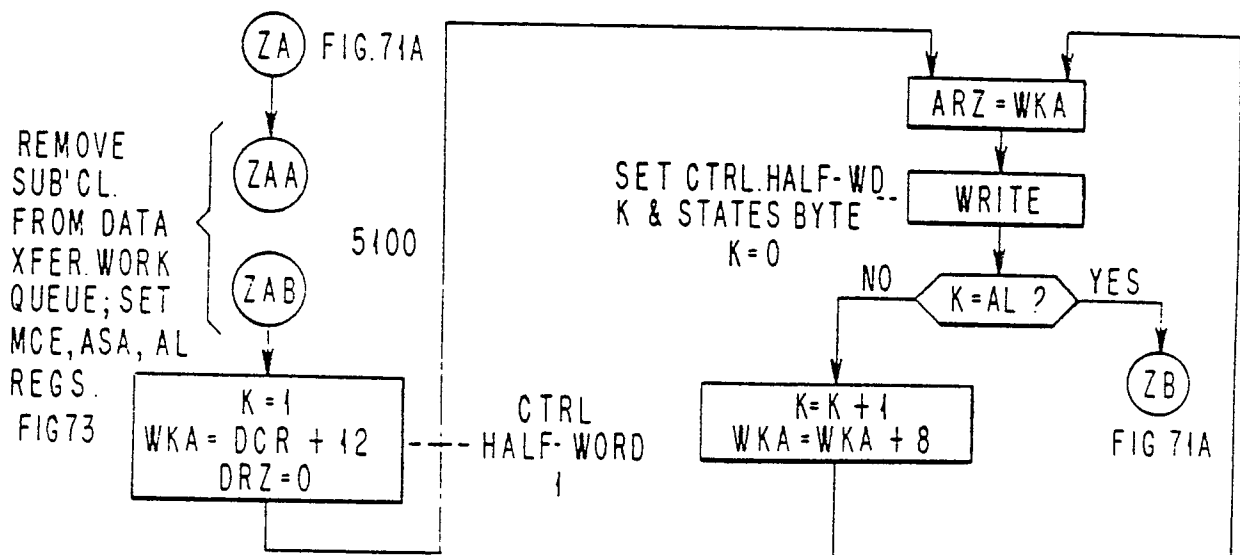 ZA FIG.71A
REMOVE
SUB'CL.
FROM DATA
XFER. WORK
QUEUE; SET
MCE, ASA, AL
REGS.
FIG73
ZAA
5100
ZAB
K=1
WKA= DCR + 12
DRZ=0
CTRL
HALF-WORD
1
ARZ=WKA
SET CTRL.HALF-WD
K & STATES BYTE
K=0
WRITE
NO
K=AL ?
YES
K=K+1
WKA=WKA+8
ZB
FIG 71A